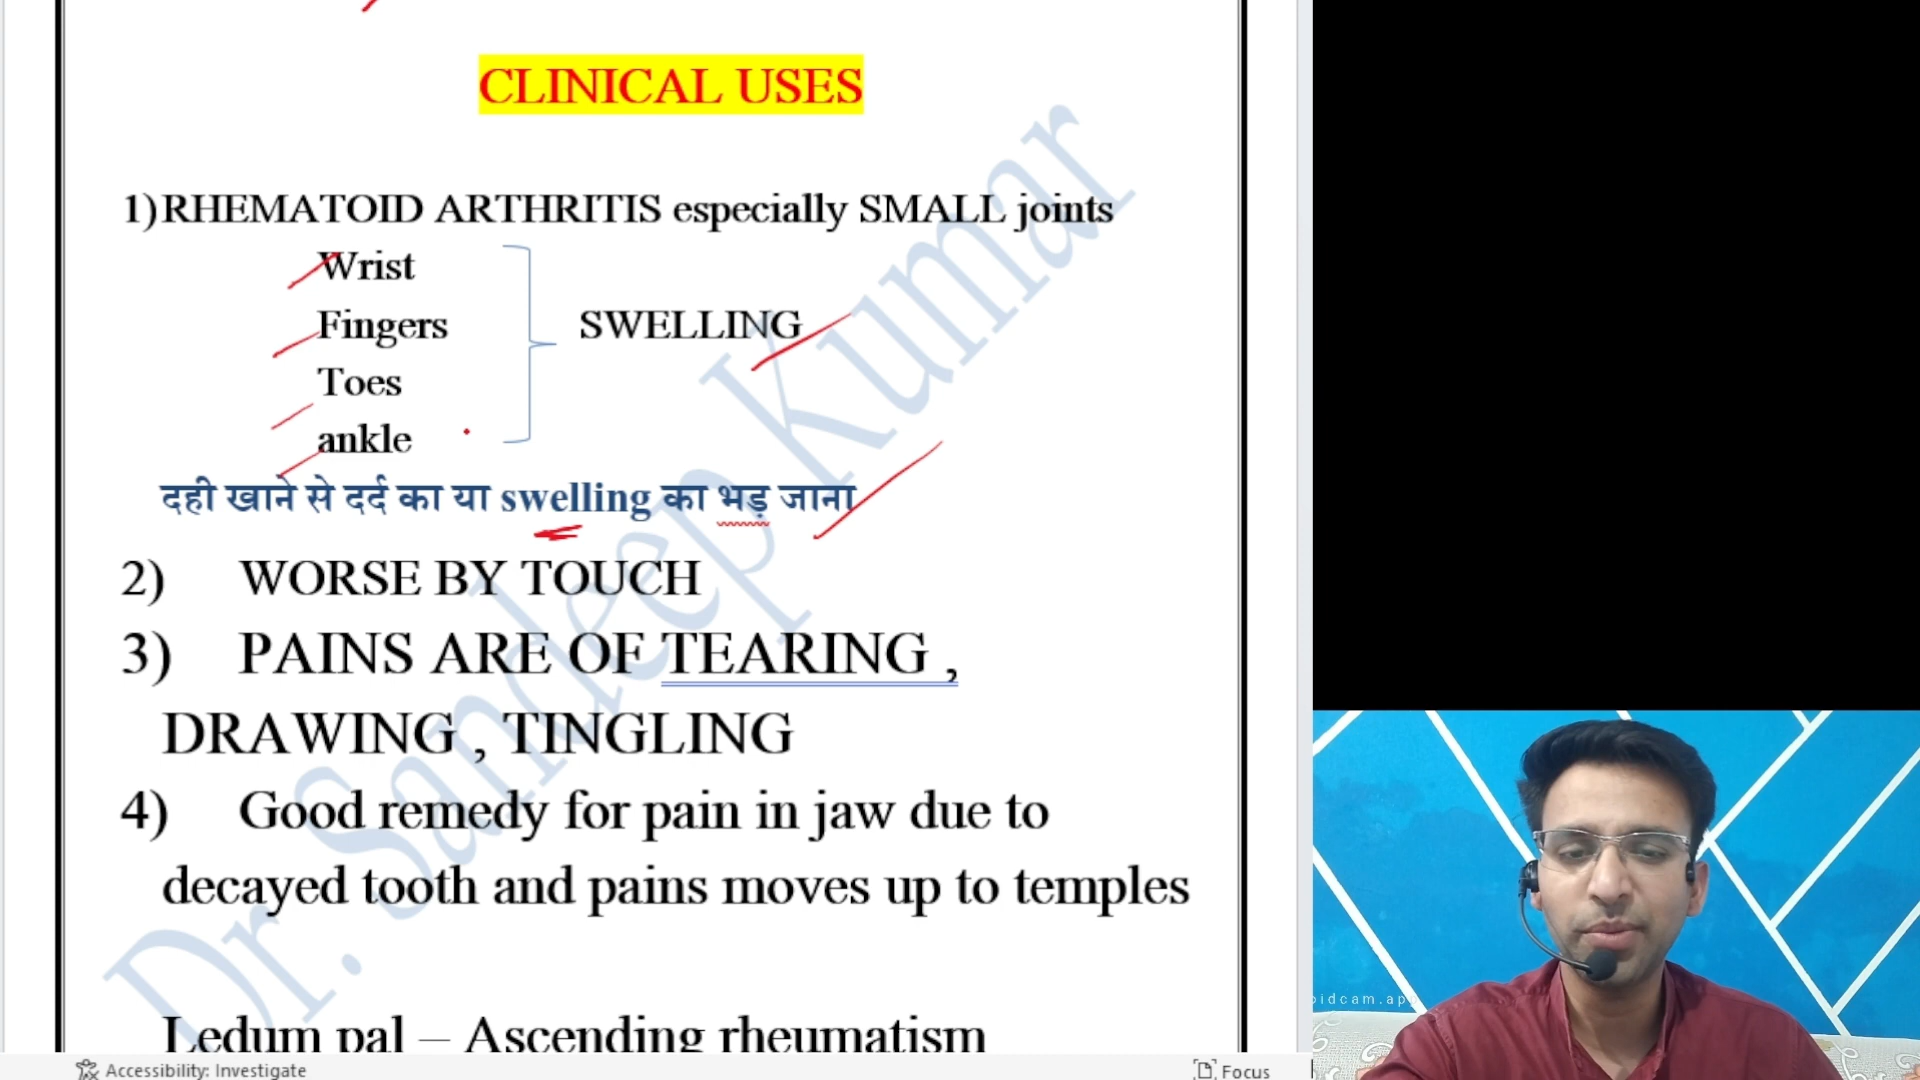 CLINICAL USES
1) RHEMATOID ARTHRITIS especially SMALL joints
Wrist
Fingers
SWELLING
Toes
ankle
दही खाने से दर्द का या swelling का भड़ जाना
2) WORSE BY TOUCH
3) PAINS ARE OF TEARING ,
DRAWING , TINGLING
4) Good remedy for pain in jaw due to
decayed tooth and pains moves up to temples
Ledum pal – Ascending rheumatism
Dr. Sandeep Kumar
Accessibility: Investigate
Focus